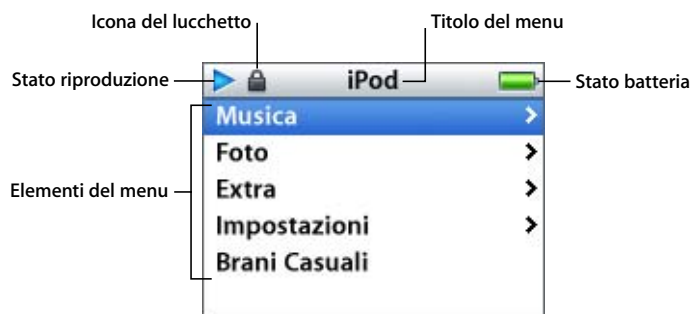 Icona del lucchetto
Titolo del menu
Stato riproduzione
iPod
Stato batteria
Musica
Foto
Elementi del menu
Extra
Impostazioni
Brani Casuali